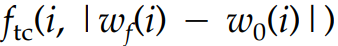 f_tc(i, |w_f(i) − w_0(i)|)